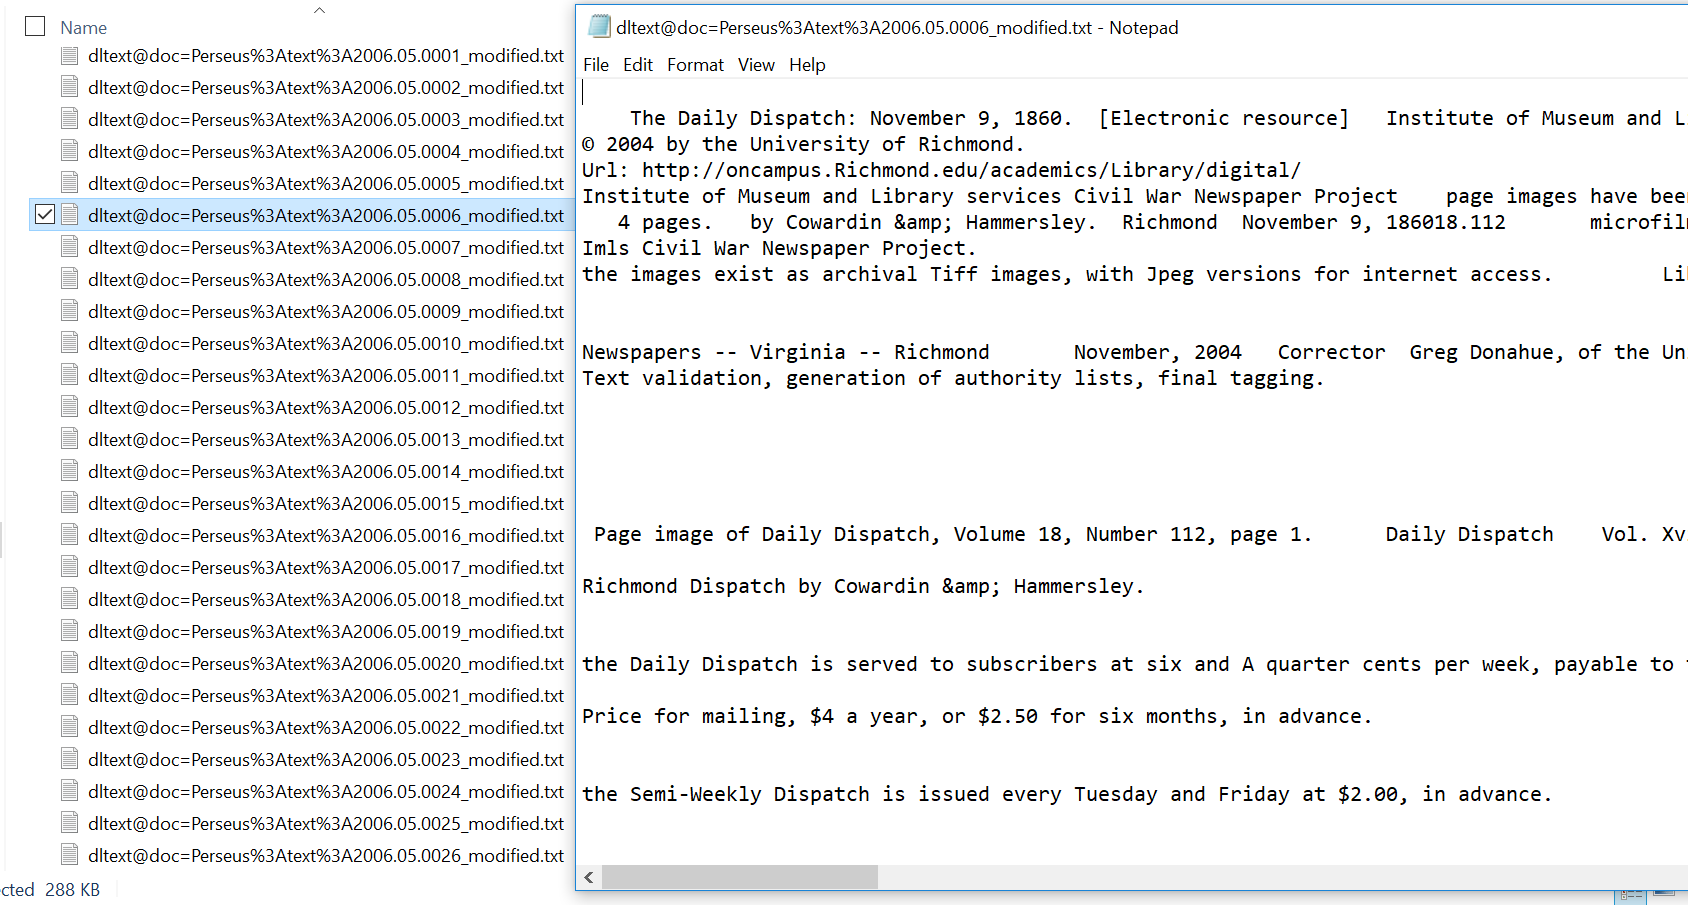 Name
dltext@doc=Perseus%3Atext%3A2006.05.0001_modified.txt
dltext@doc=Perseus%3Atext%3A2006.05.0002_modified.txt
dltext@doc=Perseus%3Atext%3A2006.05.0003_modified.txt
dltext@doc=Perseus%3Atext%3A2006.05.0004_modified.txt
dltext@doc=Perseus%3Atext%3A2006.05.0005_modified.txt
dltext@doc=Perseus%3Atext%3A2006.05.0006_modified.txt
dltext@doc=Perseus%3Atext%3A2006.05.0007_modified.txt
dltext@doc=Perseus%3Atext%3A2006.05.0008_modified.txt
dltext@doc=Perseus%3Atext%3A2006.05.0009_modified.txt
dltext@doc=Perseus%3Atext%3A2006.05.0010_modified.txt
dltext@doc=Perseus%3Atext%3A2006.05.0011_modified.txt
dltext@doc=Perseus%3Atext%3A2006.05.0012_modified.txt
dltext@doc=Perseus%3Atext%3A2006.05.0013_modified.txt
dltext@doc=Perseus%3Atext%3A2006.05.0014_modified.txt
dltext@doc=Perseus%3Atext%3A2006.05.0015_modified.txt
dltext@doc=Perseus%3Atext%3A2006.05.0016_modified.txt
dltext@doc=Perseus%3Atext%3A2006.05.0017_modified.txt
dltext@doc=Perseus%3Atext%3A2006.05.0018_modified.txt
dltext@doc=Perseus%3Atext%3A2006.05.0019_modified.txt
dltext@doc=Perseus%3Atext%3A2006.05.0020_modified.txt
dltext@doc=Perseus%3Atext%3A2006.05.0021_modified.txt
dltext@doc=Perseus%3Atext%3A2006.05.0022_modified.txt
dltext@doc=Perseus%3Atext%3A2006.05.0023_modified.txt
dltext@doc=Perseus%3Atext%3A2006.05.0024_modified.txt
dltext@doc=Perseus%3Atext%3A2006.05.0025_modified.txt
dltext@doc=Perseus%3Atext%3A2006.05.0026_modified.txt
cted 288 KB
dltext@doc=Perseus%3Atext%3A2006.05.0006_modified.txt - Notepad
File Edit Format View Help
The Daily Dispatch: November 9, 1860. [Electronic resource] Institute of Museum and L
© 2004 by the University of Richmond.
Url: http://oncampus.Richmond.edu/academics/Library/digital/
Institute of Museum and Library services Civil War Newspaper Project page images have been
4 pages. by Cowardin &amp; Hammersley. Richmond November 9, 186018.112 microfilm
Imls Civil War Newspaper Project.
the images exist as archival Tiff images, with Jpeg versions for internet access. Li
Newspapers -- Virginia -- Richmond November, 2004 Corrector Greg Donahue, of the Un
Text validation, generation of authority lists, final tagging.
Page image of Daily Dispatch, Volume 18, Number 112, page 1. Daily Dispatch Vol. Xv
Richmond Dispatch by Cowardin &amp; Hammersley.
the Daily Dispatch is served to subscribers at six and A quarter cents per week, payable to
Price for mailing, $4 a year, or $2.50 for six months, in advance.
the Semi-Weekly Dispatch is issued every Tuesday and Friday at $2.00, in advance.